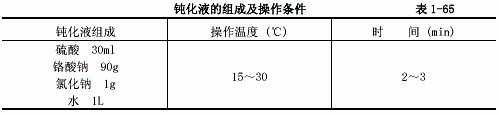 钝化液的组成及操作条件 表1-65
钝化液组成 操作温度（℃） 时 间（min）
硫酸 30ml
铬酸钠 90g
氯化钠 1g
水 1L
15～30 2～3